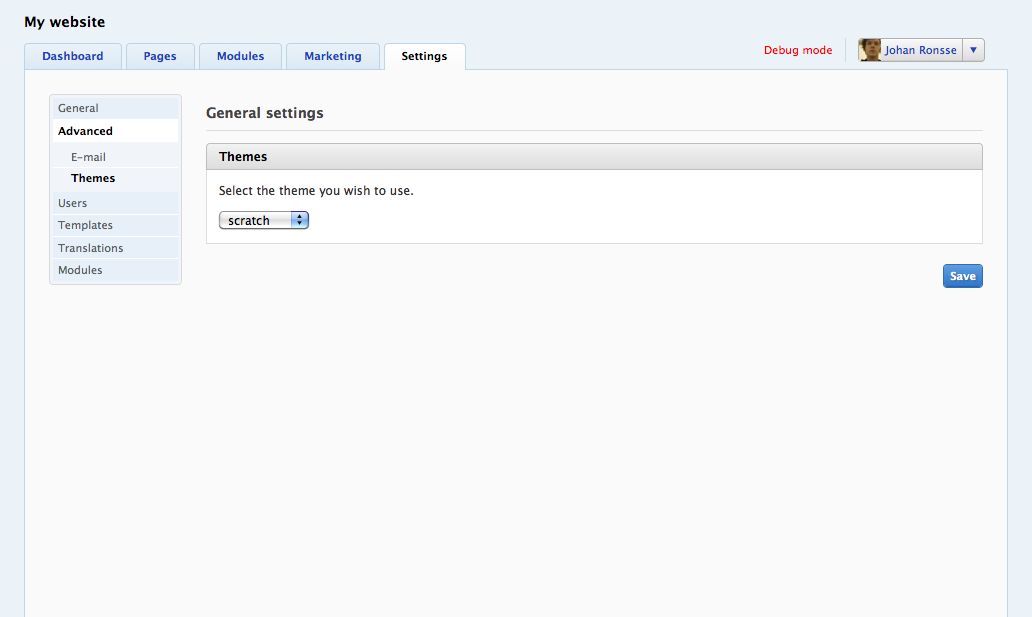 My website
Dashboard
Pages
Modules
Marketing
Settings
Debug mode
Johan Ronsse
General
Advanced
E-mail
Themes
Users
Templates
Translations
Modules
General settings
Themes
Select the theme you wish to use.
scratch
Save